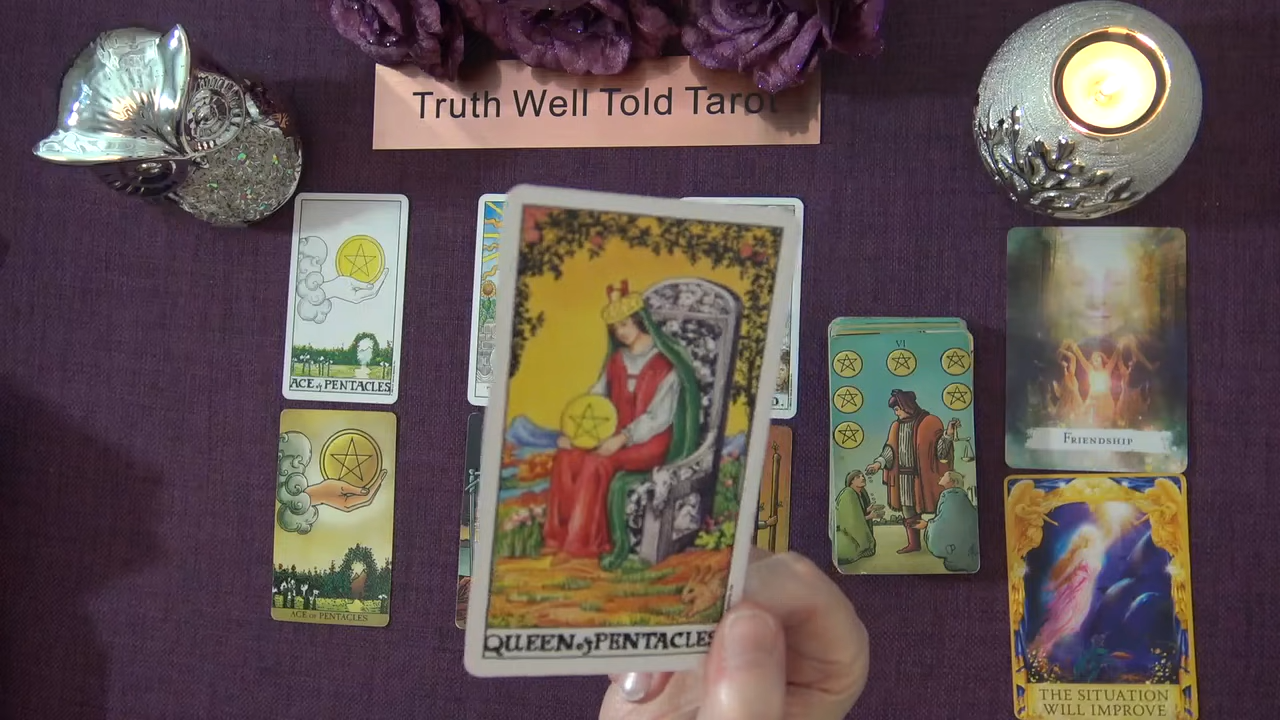 Truth Well Told Tarot
ACE of PENTACLES
D.
VI
FRIENDSHIP
ACE OF PENTACLES
QUEEN of PENTACLES
THE SITUATION
WILL IMPROVE